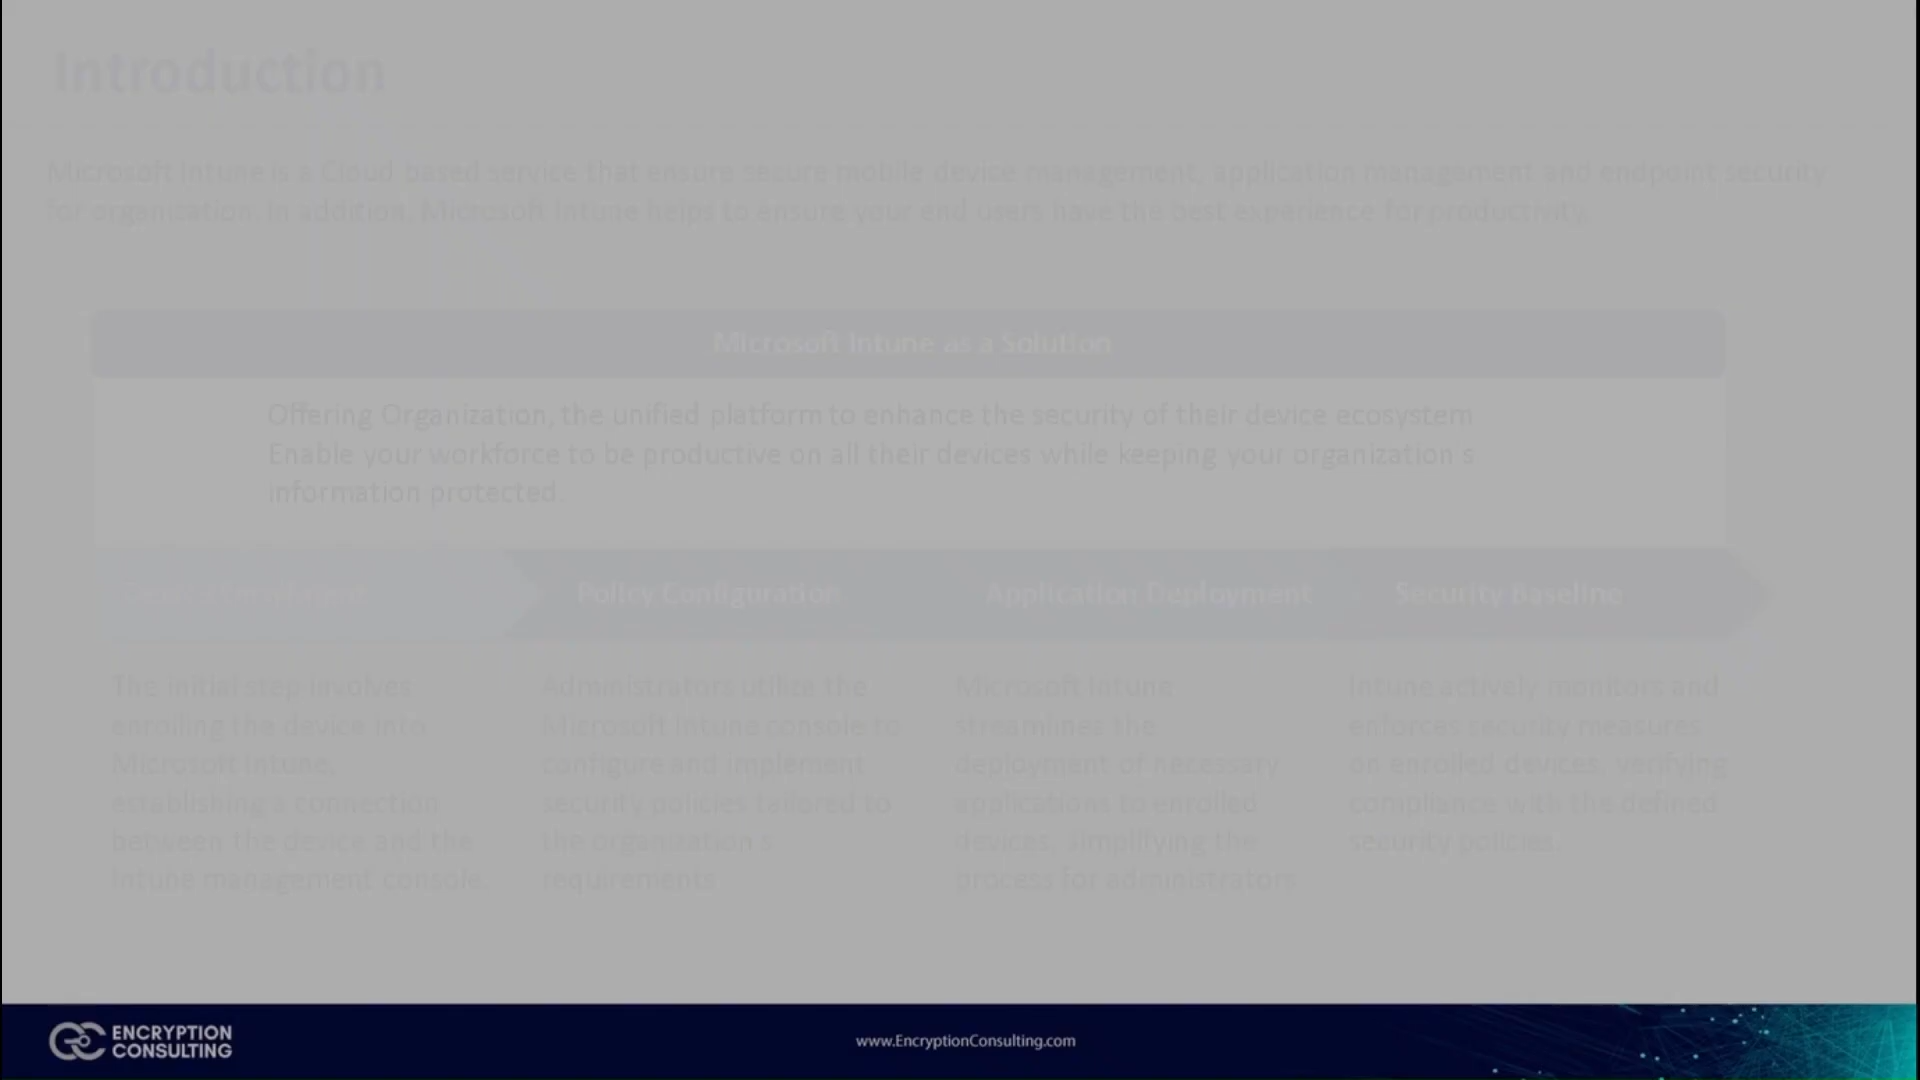 Introduction
Microsoft Intune is a Cloud based service that ensure secure mobile device management, application management and endpoint security
for organisation. In addition, Microsoft Intune helps to ensure your end users have the best experience for productivity.
Microsoft Intune as a Solution
Offering Organization, the unified platform to enhance the security of their device ecosystem
Enable your workforce to be productive on all their devices while keeping your organization s
information protected.
Policy Configuration
Application Deployment
Security Baseline
The initial step involves
enrolling the device into
Microsoft Intune,
establishing a connection
between the device and the
Intune management console.
Administrators utilize the
Microsoft Intune console to
configure and implement
security policies tailored to
the organization s
requirements
Microsoft Intune
streamlines the
deployment of necessary
applications to enrolled
devices, simplifying the
process for administrators
Intune actively monitors and
enforces security measures
on enrolled devices, verifying
compliance with the defined
security policies.
ENCRYPTION
CONSULTING
www.EncryptionConsulting.com